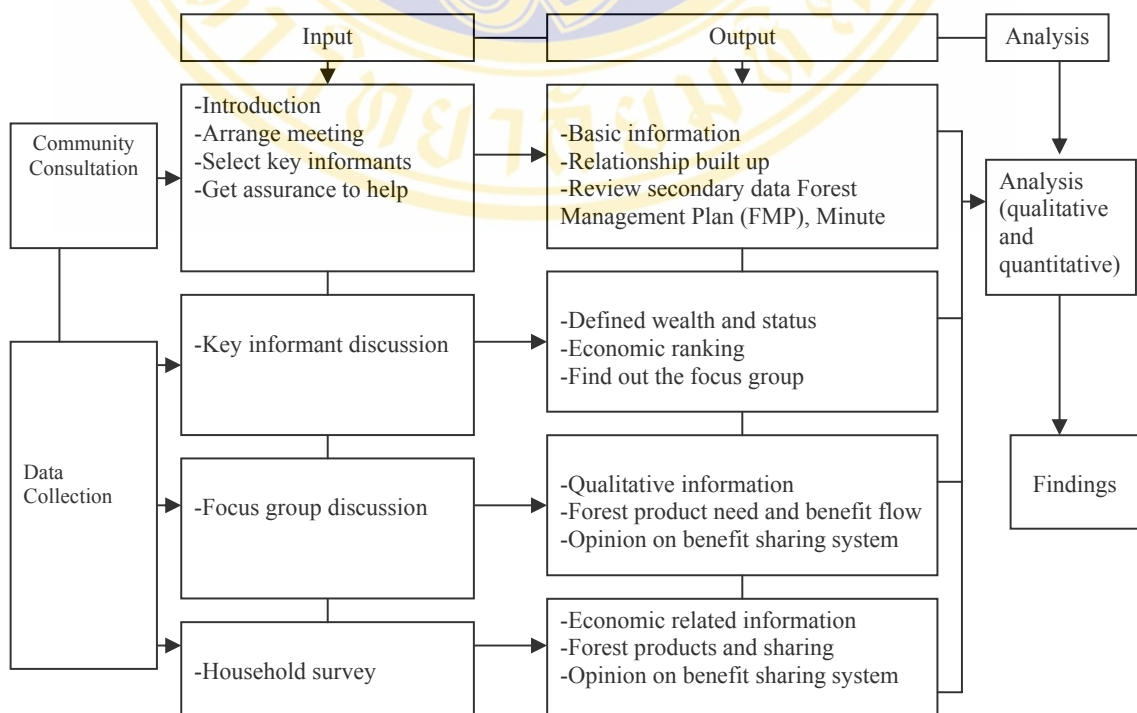 Input
Output
Analysis
Community
Consultation
-Introduction
-Arrange meeting
-Select key informants
-Get assurance to help
-Basic information
-Relationship built up
-Review secondary data Forest
Management Plan (FMP), Minute
Analysis
(qualitative
and
quantitative)
Data
Collection
-Key informant discussion
-Defined wealth and status
-Economic ranking
-Find out the focus group
-Focus group discussion
-Qualitative information
-Forest product need and benefit flow
-Opinion on benefit sharing system
Findings
-Household survey
-Economic related information
-Forest products and sharing
-Opinion on benefit sharing system